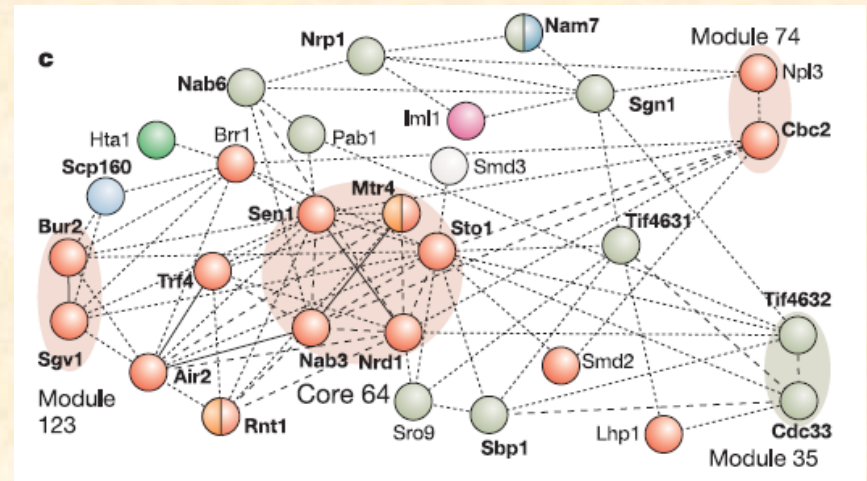 c
Nrp1
Nam7
Module 74
Nab6
Npl3
Iml1
Sgn1
Hta1
Brr1
Pab1
Cbc2
Scp160
Smd3
Mtr4
Sen1
Bur2
Sto1
Tif4631
Trf4
Tif4632
Sgv1
Nab3
Nrd1
Smd2
Air2
Core 64
Module
123
Rnt1
Sro9
Sbp1
Lhp1
Cdc33
Module 35